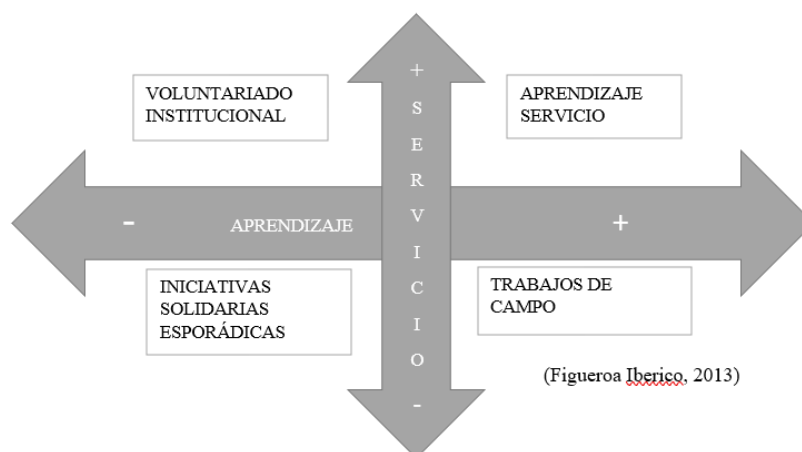 VOLUNTARIADO
INSTITUCIONAL
APRENDIZAJE
SERVICIO
+
S
E
R
V
I
C
I
O
-
- APRENDIZAJE +
INICIATIVAS
SOLIDARIAS
ESPORÁDICAS
TRABAJOS DE
CAMPO
(Figueroa Iberico, 2013)